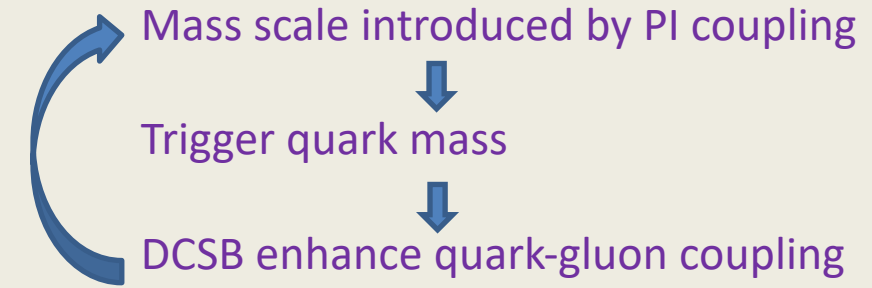 Mass scale introduced by PI coupling
Trigger quark mass
DCSB enhance quark-gluon coupling